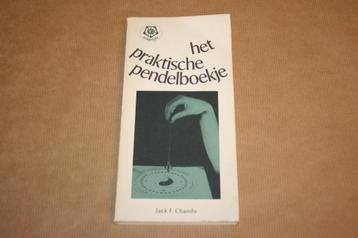 het
praktische
pendelboekje
Jack F. Chandu